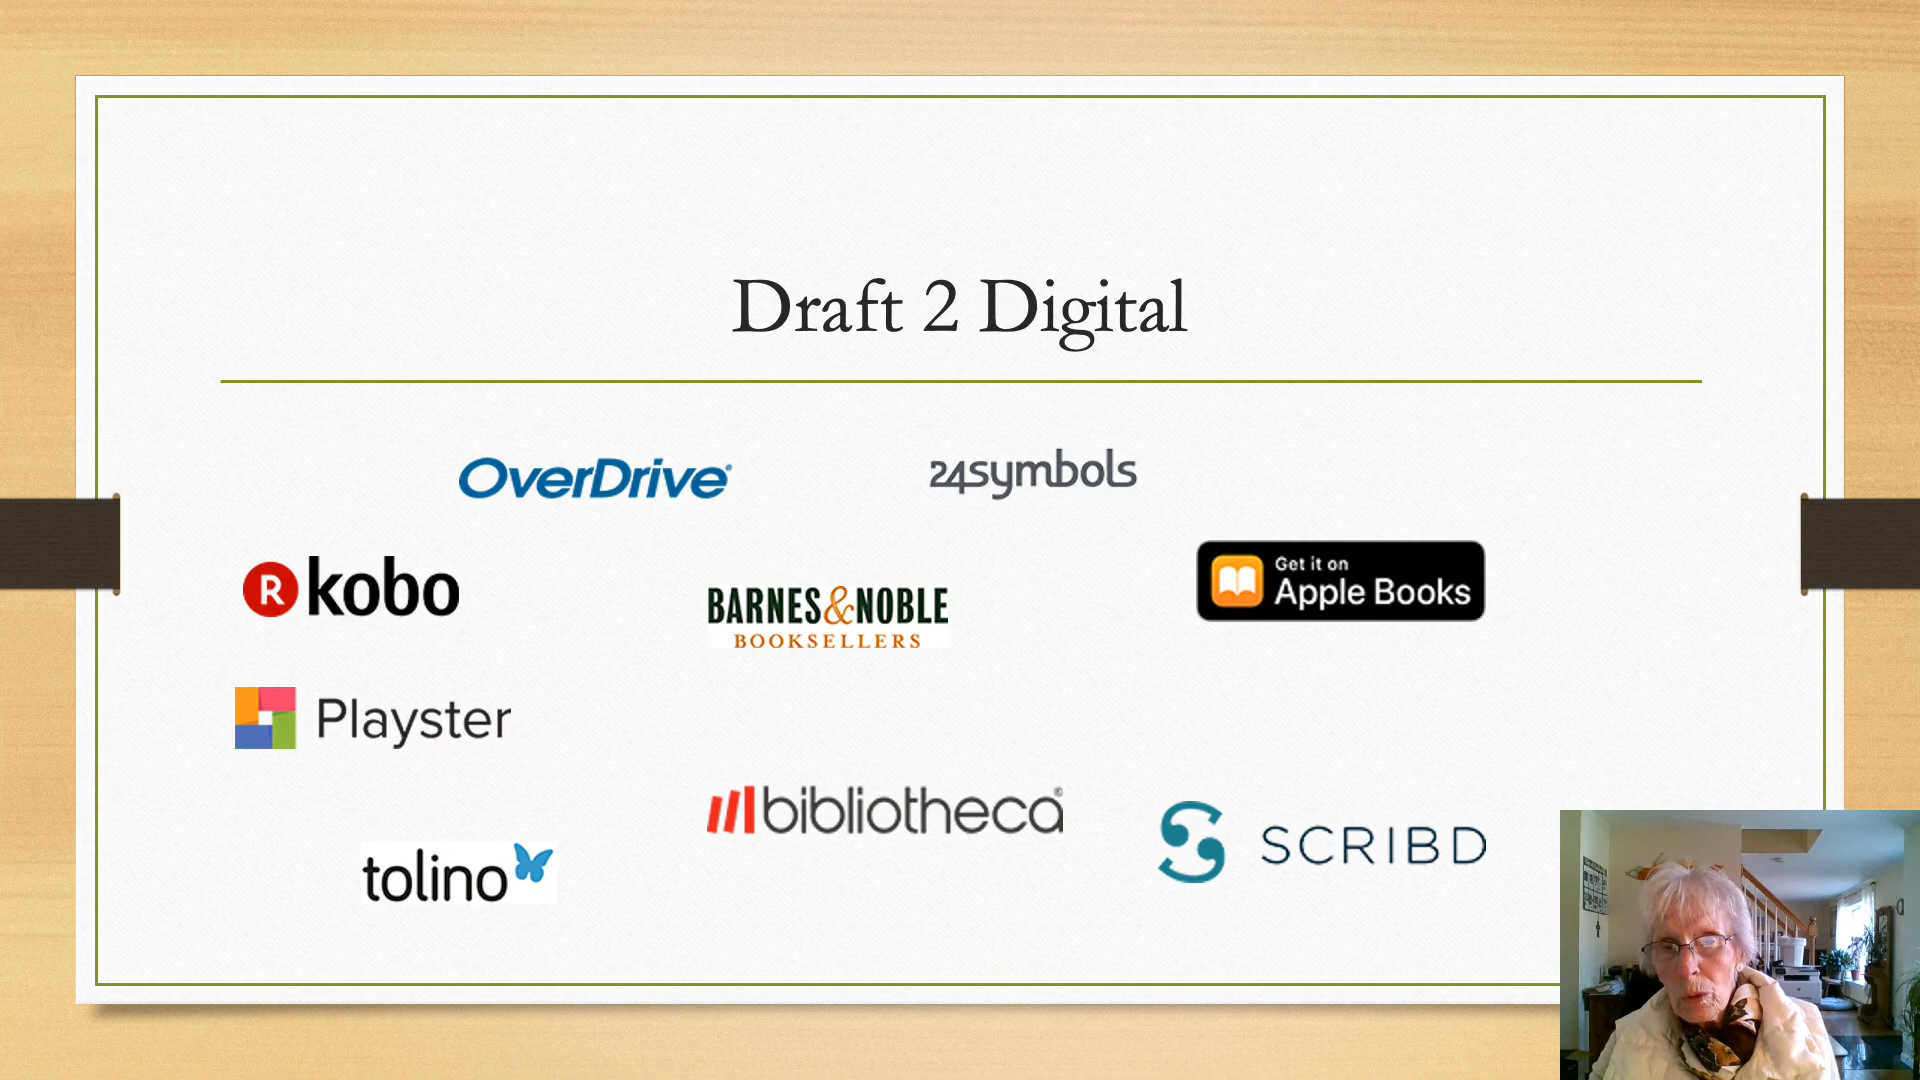 Draft 2 Digital
OverDrive®
24symbols
R kobo
BARNES&NOBLE
BOOKSELLERS
Get it on
Apple Books
Playster
bibliotheca®
SCRIBD
tolino